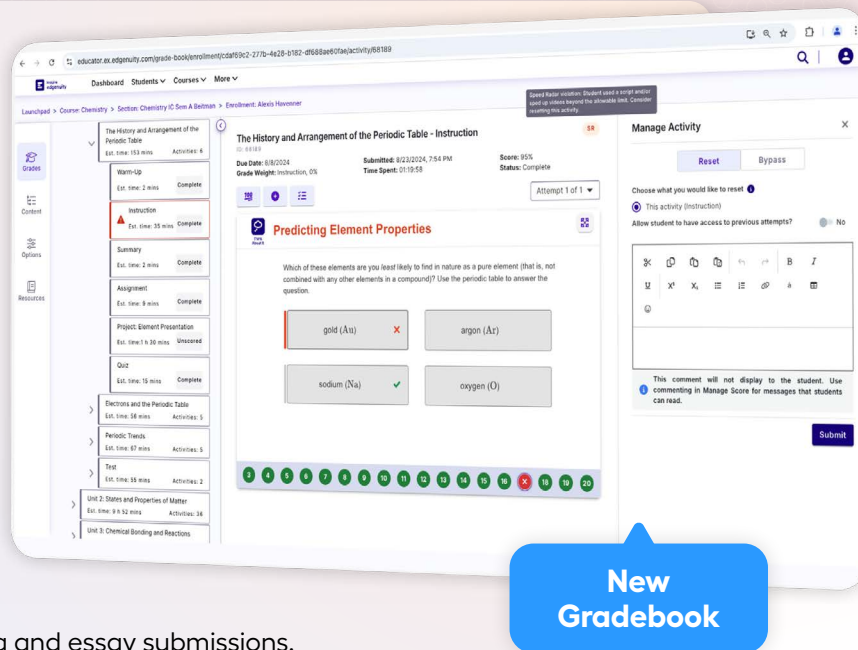 educator.ex.edgenuity.com/grade-book/enrollment/cdaf69c2-277b-4e28-b182-df688ae60fae/activity/68189
edgenuity
Dashboard Students Courses More
Launchpad > Course: Chemistry > Section: Chemistry IC Sem A Beitman > Enrollment: Alexis Havenner
Speed Radar violation: Student used a script and/or sped up videos beyond the allowable limit. Consider resetting this activity.
Grades
Content
Options
Resources
The History and Arrangement of the Periodic Table
Est. time: 153 mins Activities: 6
Warm-Up
Est. time: 2 mins Complete
Instruction
Est. time: 35 mins Complete
Summary
Est. time: 2 mins Complete
Assignment
Est. time: 9 mins Complete
Project: Element Presentation
Est. time:1 h 30 mins Unscored
Quiz
Est. time: 15 mins Complete
Electrons and the Periodic Table
Est. time: 56 mins Activities: 5
Periodic Trends
Est. time: 67 mins Activities: 5
Test
Est. time: 55 mins Activities: 2
Unit 2: States and Properties of Matter
Est. time: 9 h 52 mins Activities: 36
Unit 3: Chemical Bonding and Reactions
The History and Arrangement of the Periodic Table - Instruction
SR
ID: 68189
Due Date: 8/8/2024 Submitted: 8/23/2024, 7:54 PM Score: 95%
Grade Weight: Instruction, 0% Time Spent: 01:19:58 Status: Complete
Attempt 1 of 1
Predicting Element Properties
Which of these elements are you least likely to find in nature as a pure element (that is, not
combined with any other elements in a compound)? Use the periodic table to answer the
question.
gold (Au) argon (Ar)
sodium (Na) oxygen (O)
3 4 5 6 7 8 9 10 11 12 13 14 15 16 18 19 20
Manage Activity
Reset Bypass
Choose what you would like to reset
This activity (Instruction)
Allow student to have access to previous attempts? No
B I
U X² X₂
This comment will not display to the student. Use
commenting in Manage Score for messages that students
can read.
Submit
New
Gradebook
and essay submissions.